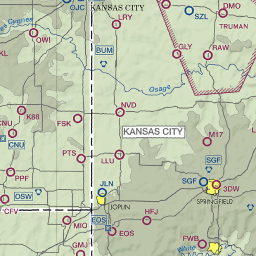 Cygnes
OJC
KANSAS CITY
LRY
SZL
DMO
TRUMAN
OWI
BUM
GLY
RAW
KL
Osage
K88
NVD
FSK
CNU
KANSAS CITY
M17
CNU
PTS
LLU
SGF
PPF
SGF
3DW
OSW
JLN
SPRINGFIELD
CFV
JOPLIN
MIO
EOS
HFJ
EOS
FWB
GMJ
White